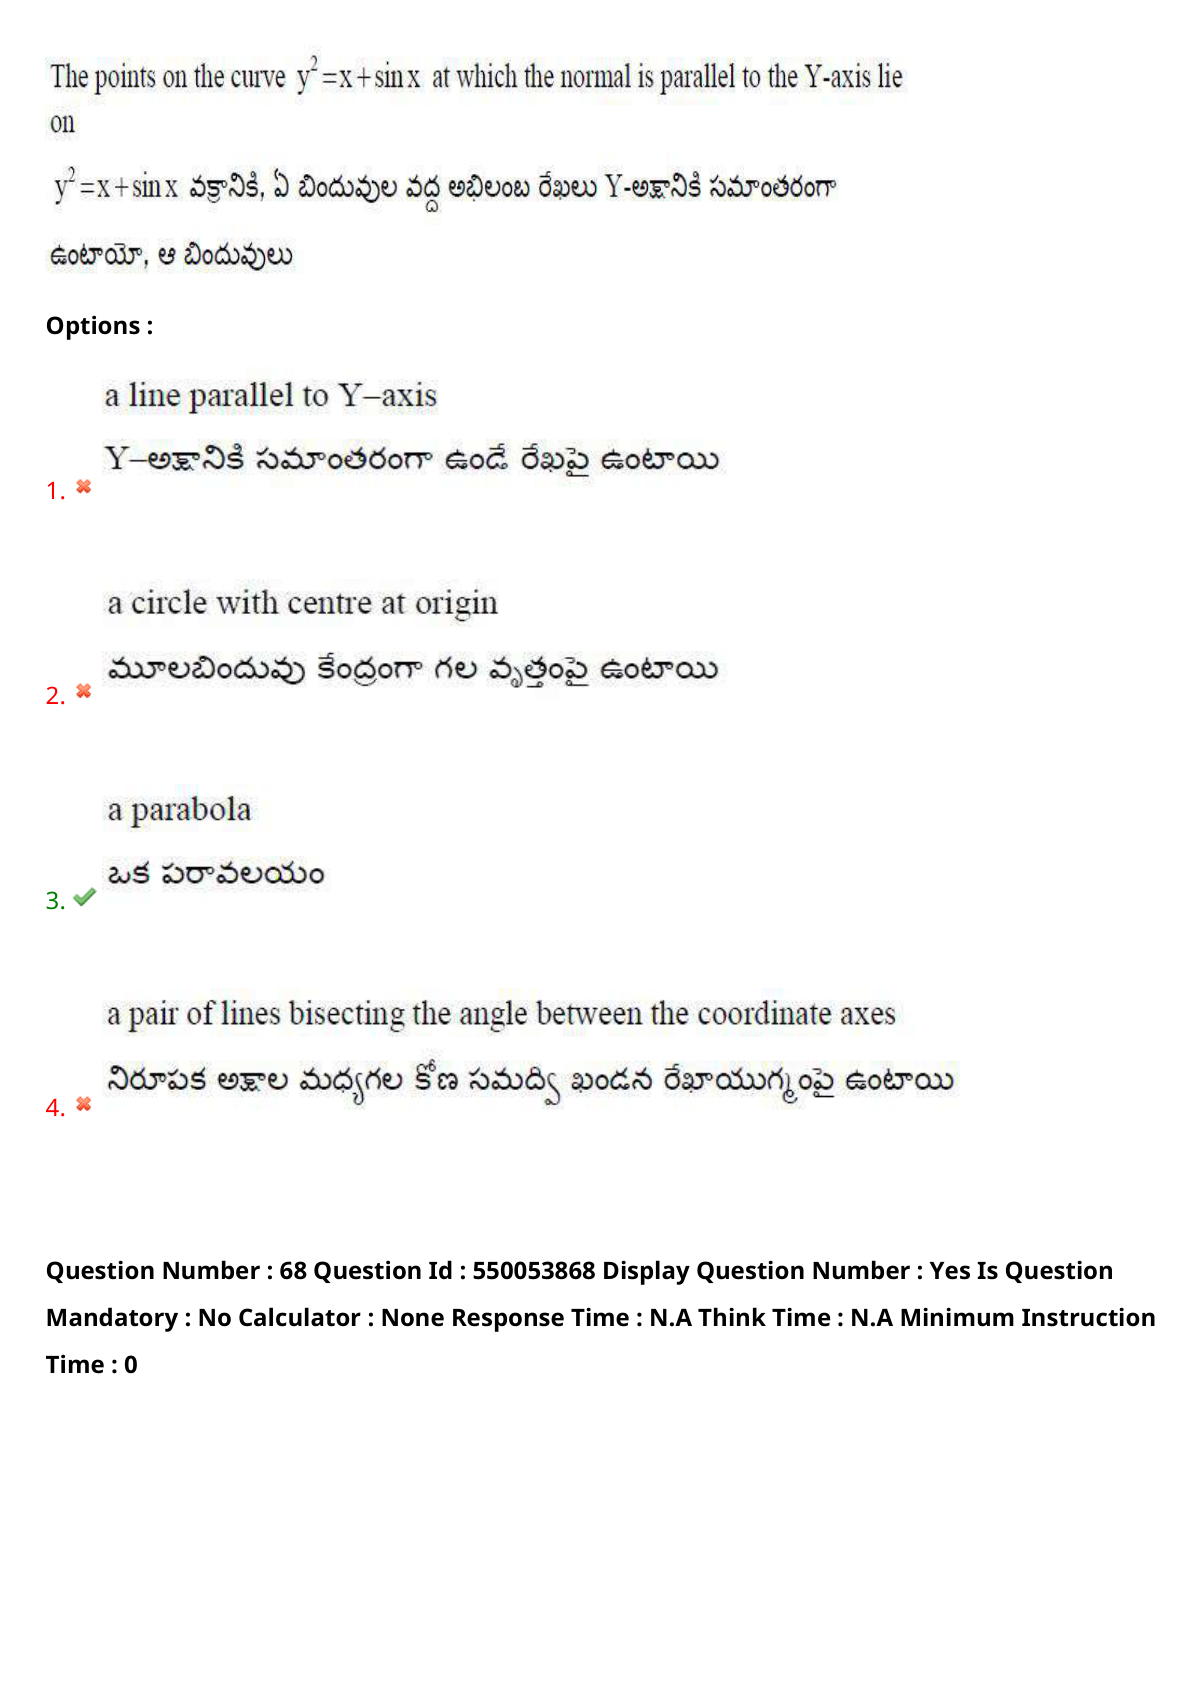 The points on the curve y²=x+sin x at which the normal is parallel to the Y-axis lie
on
y²=x+sin x వక్రానికి, ఏ బిందువుల వద్ద అభిలంబ రేఖలు Y-అక్షానికి సమాంతరంగా
ఉంటాయో, ఆ బిందువులు
Options :
a line parallel to Y–axis
Y–అక్షానికి సమాంతరంగా ఉండే రేఖపై ఉంటాయి
1.
a circle with centre at origin
మూలబిందువు కేంద్రంగా గల వృత్తంపై ఉంటాయి
2.
a parabola
ఒక పరావలయం
3.
a pair of lines bisecting the angle between the coordinate axes
నిరూపక అక్షాల మధ్యగల కోణ సమద్వి ఖండన రేఖాయుగ్మంపై ఉంటాయి
4.
Question Number : 68 Question Id : 550053868 Display Question Number : Yes Is Question
Mandatory : No Calculator : None Response Time : N.A Think Time : N.A Minimum Instruction
Time : 0